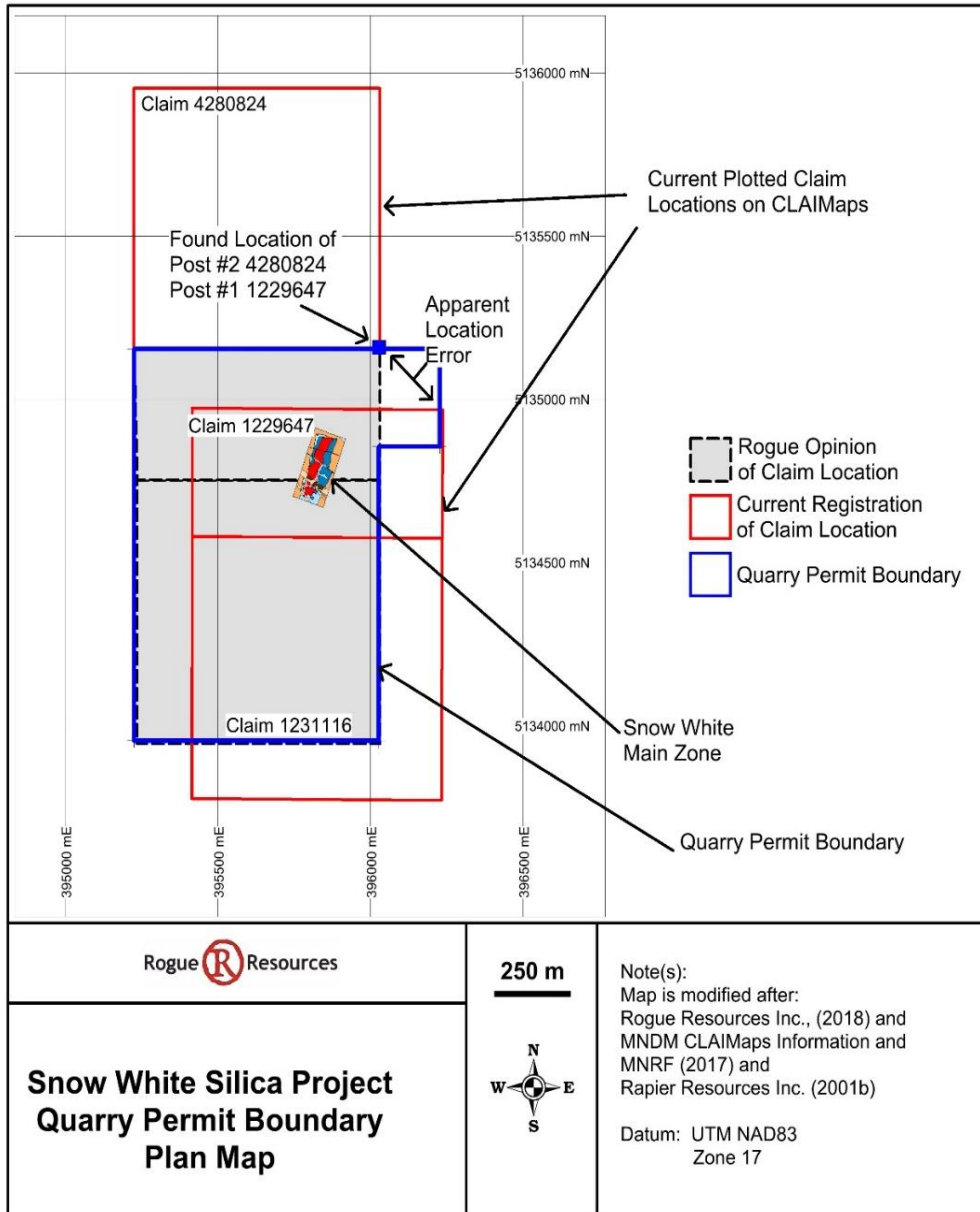 5136000 mN
Claim 4280824
Current Plotted Claim
Locations on CLAIMaps
5135500 mN
Found Location of
Post #2 4280824
Post #1 1229647
Apparent
Location
Error
5135000 mN
Claim 1229647
Rogue Opinion
of Claim Location
Current Registration
of Claim Location
Quarry Permit Boundary
5134500 mN
Claim 1231116
5134000 mN
Snow White
Main Zone
Quarry Permit Boundary
395000 mE
395500 mE
396000 mE
396500 mE
Rogue R Resources
Snow White Silica Project
Quarry Permit Boundary
Plan Map
250 m
N
W E
S
Note(s):
Map is modified after:
Rogue Resources Inc., (2018) and
MNDM CLAIMaps Information and
MNRF (2017) and
Rapier Resources Inc. (2001b)
Datum: UTM NAD83
Zone 17